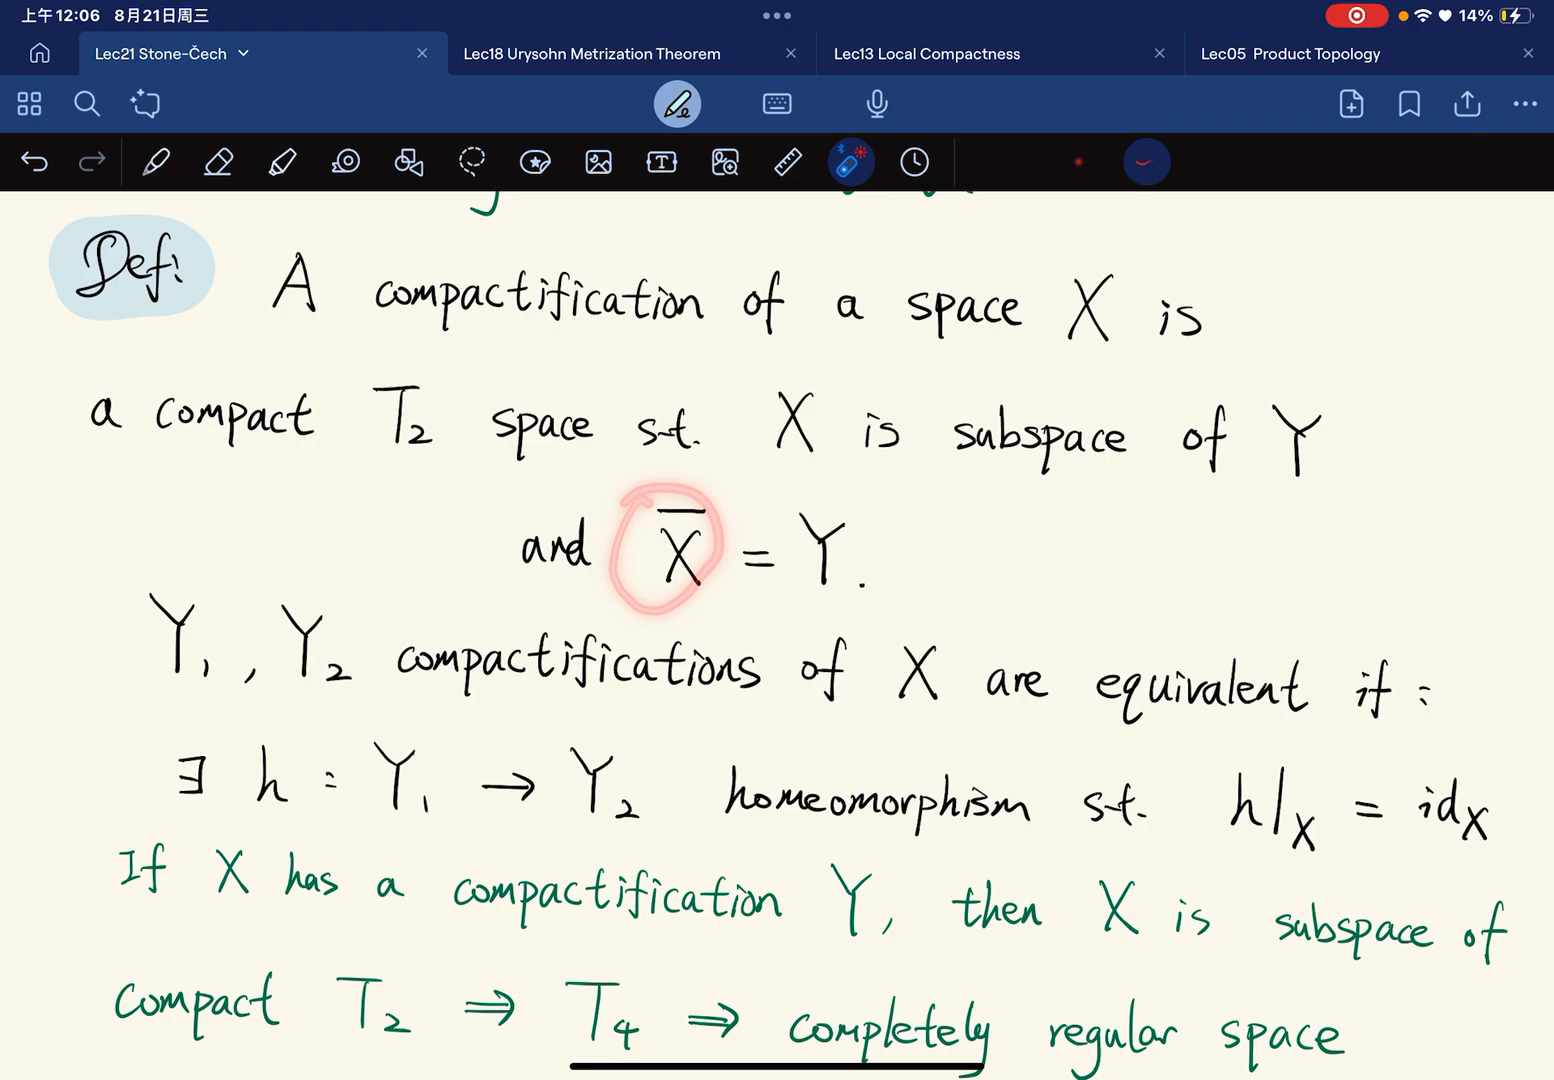 上午12:06 8月21日周三 14%
Lec21 Stone-Čech Lec18 Urysohn Metrization Theorem Lec13 Local Compactness Lec05 Product Topology
Def: A compactification of a space X is
a compact T₂ space s.t. X is subspace of Y
and X̅ = Y.
Y₁, Y₂ compactifications of X are equivalent if:
∃ h: Y₁ → Y₂ homeomorphism s.t. h|_X = id_X
If X has a compactification Y, then X is subspace of
compact T₂ ⇒ T₄ ⇒ completely regular space